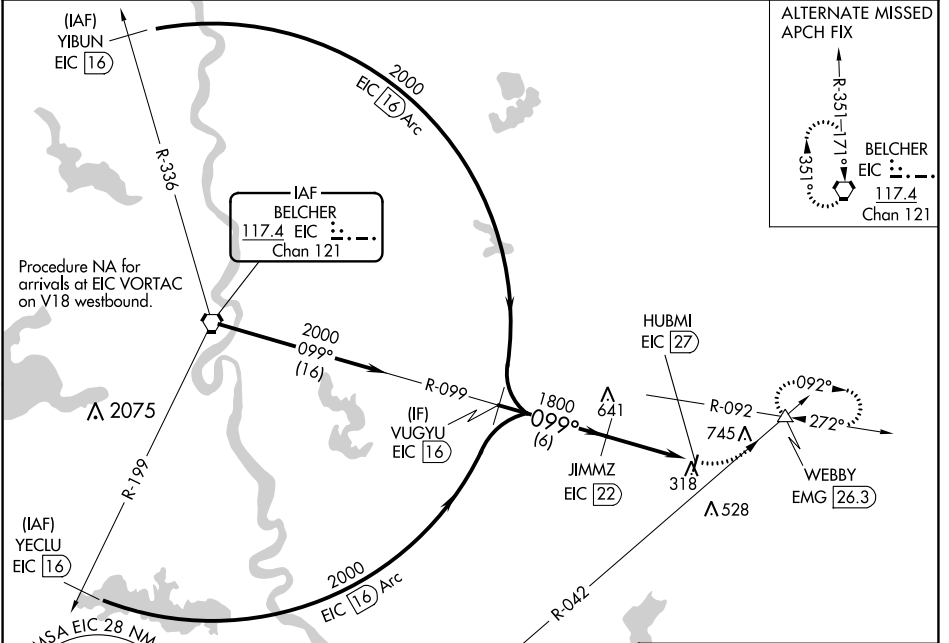 (IAF)
YIBUN
EIC 16
2000
EIC 16 Arc
ALTERNATE MISSED
APCH FIX
R-351
171°
351°
BELCHER
EIC
117.4
Chan 121
R-336
IAF
BELCHER
117.4 EIC
Chan 121
Procedure NA for
arrivals at EIC VORTAC
on V18 westbound.
2000
099°
(16)
R-099
(IF)
VUGYU
EIC 16
HUBMI
EIC 27
1800
099°
(6)
641
R-092
092°
272°
745
JIMMZ
EIC 22
318
528
WEBBY
EMG 26.3
2075
R-199
(IAF)
YECLU
EIC 16
2000
EIC 16 Arc
R-042
MSA EIC 28 NM